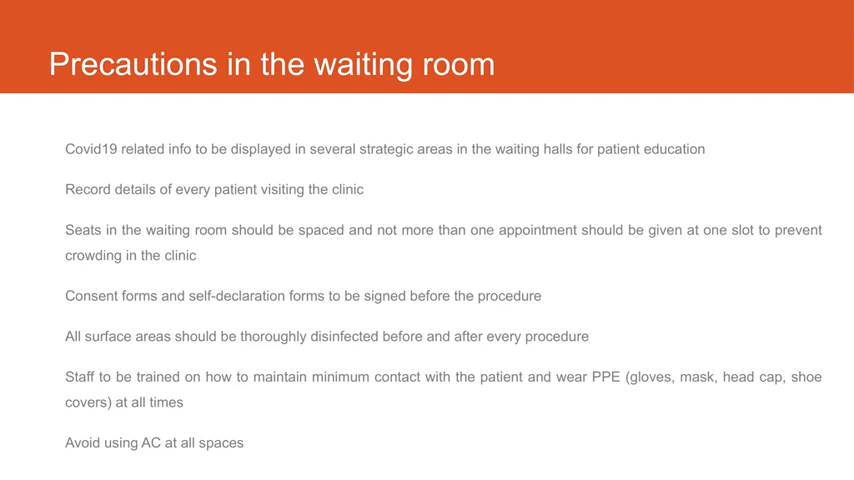 Precautions in the waiting room
Covid19 related info to be displayed in several strategic areas in the waiting halls for patient education
Record details of every patient visiting the clinic
Seats in the waiting room should be spaced and not more than one appointment should be given at one slot to prevent
crowding in the clinic
Consent forms and self-declaration forms to be signed before the procedure
All surface areas should be thoroughly disinfected before and after every procedure
Staff to be trained on how to maintain minimum contact with the patient and wear PPE (gloves, mask, head cap, shoe
covers) at all times
Avoid using AC at all spaces